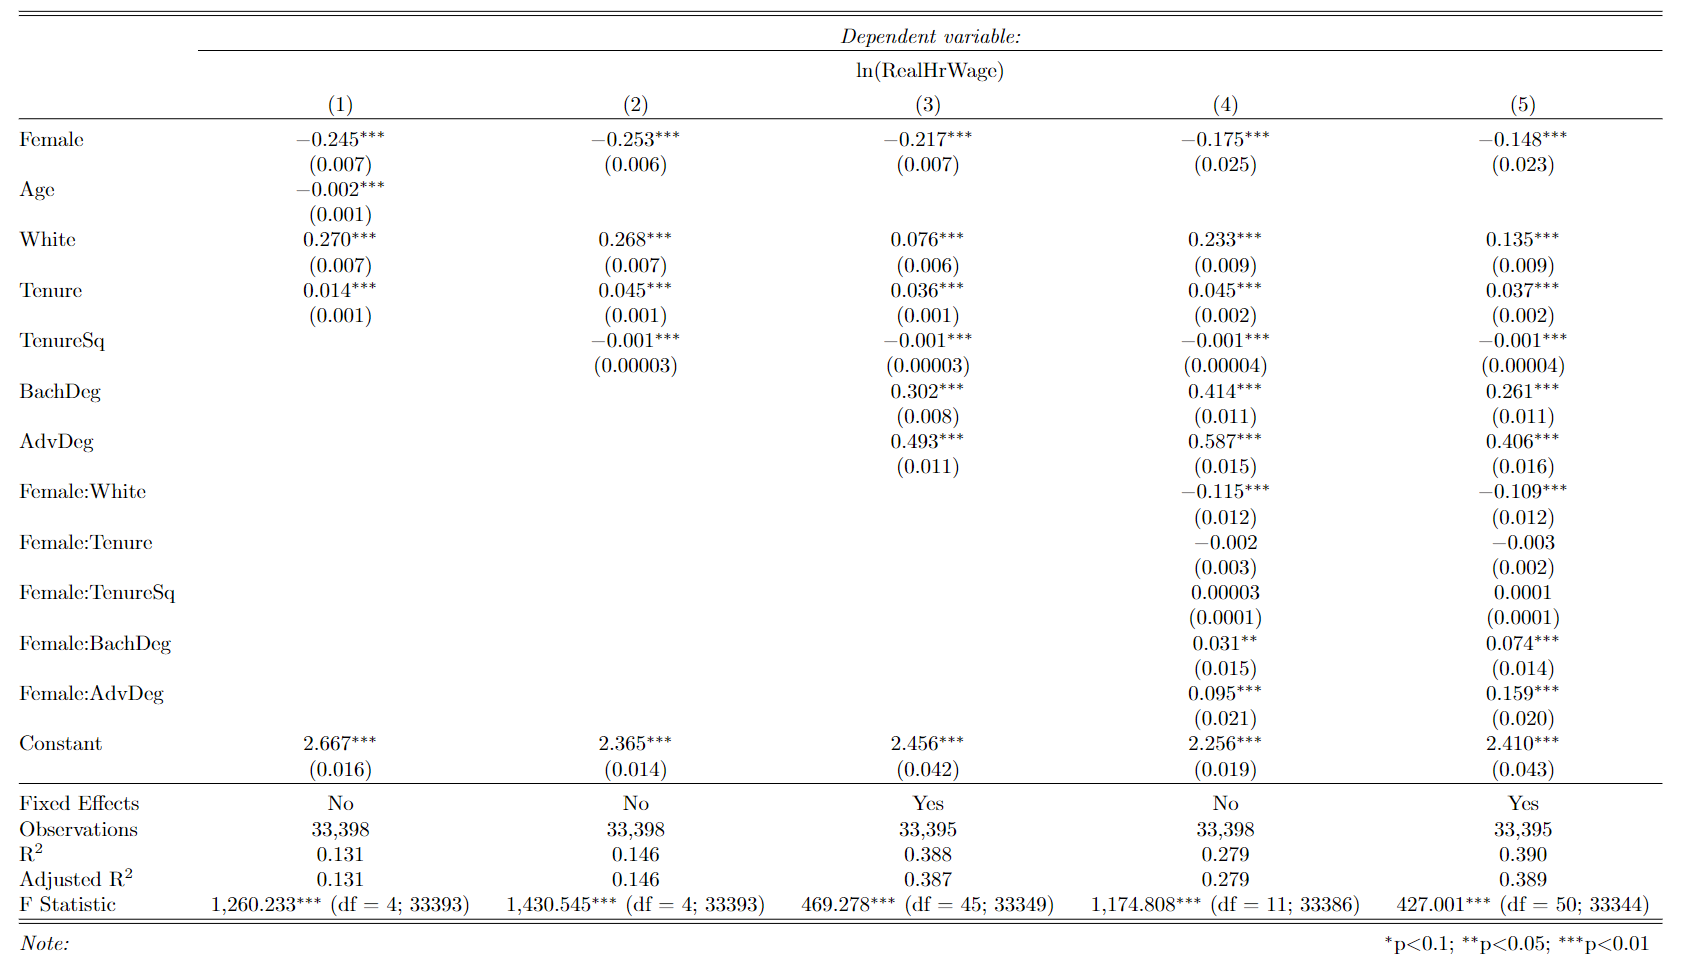 Dependent variable:
ln(RealHrWage)
(1) (2) (3) (4) (5)
Female −0.245*** −0.253*** −0.217*** −0.175*** −0.148***
(0.007) (0.006) (0.007) (0.025) (0.023)
Age −0.002***
(0.001)
White 0.270*** 0.268*** 0.076*** 0.233*** 0.135***
(0.007) (0.007) (0.006) (0.009) (0.009)
Tenure 0.014*** 0.045*** 0.036*** 0.045*** 0.037***
(0.001) (0.001) (0.001) (0.002) (0.002)
TenureSq −0.001*** −0.001*** −0.001*** −0.001***
(0.00003) (0.00003) (0.00004) (0.00004)
BachDeg 0.302*** 0.414*** 0.261***
(0.008) (0.011) (0.011)
AdvDeg 0.493*** 0.587*** 0.406***
(0.011) (0.015) (0.016)
Female:White −0.115*** −0.109***
(0.012) (0.012)
Female:Tenure −0.002 −0.003
(0.003) (0.002)
Female:TenureSq 0.00003 0.0001
(0.0001) (0.0001)
Female:BachDeg 0.031** 0.074***
(0.015) (0.014)
Female:AdvDeg 0.095*** 0.159***
(0.021) (0.020)
Constant 2.667*** 2.365*** 2.456*** 2.256*** 2.410***
(0.016) (0.014) (0.042) (0.019) (0.043)
Fixed Effects No No Yes No Yes
Observations 33,398 33,398 33,395 33,398 33,395
R² 0.131 0.146 0.388 0.279 0.390
Adjusted R² 0.131 0.146 0.387 0.279 0.389
F Statistic 1,260.233*** (df = 4; 33393) 1,430.545*** (df = 4; 33393) 469.278*** (df = 45; 33349) 1,174.808*** (df = 11; 33386) 427.001*** (df = 50; 33344)
Note: *p<0.1; **p<0.05; ***p<0.01